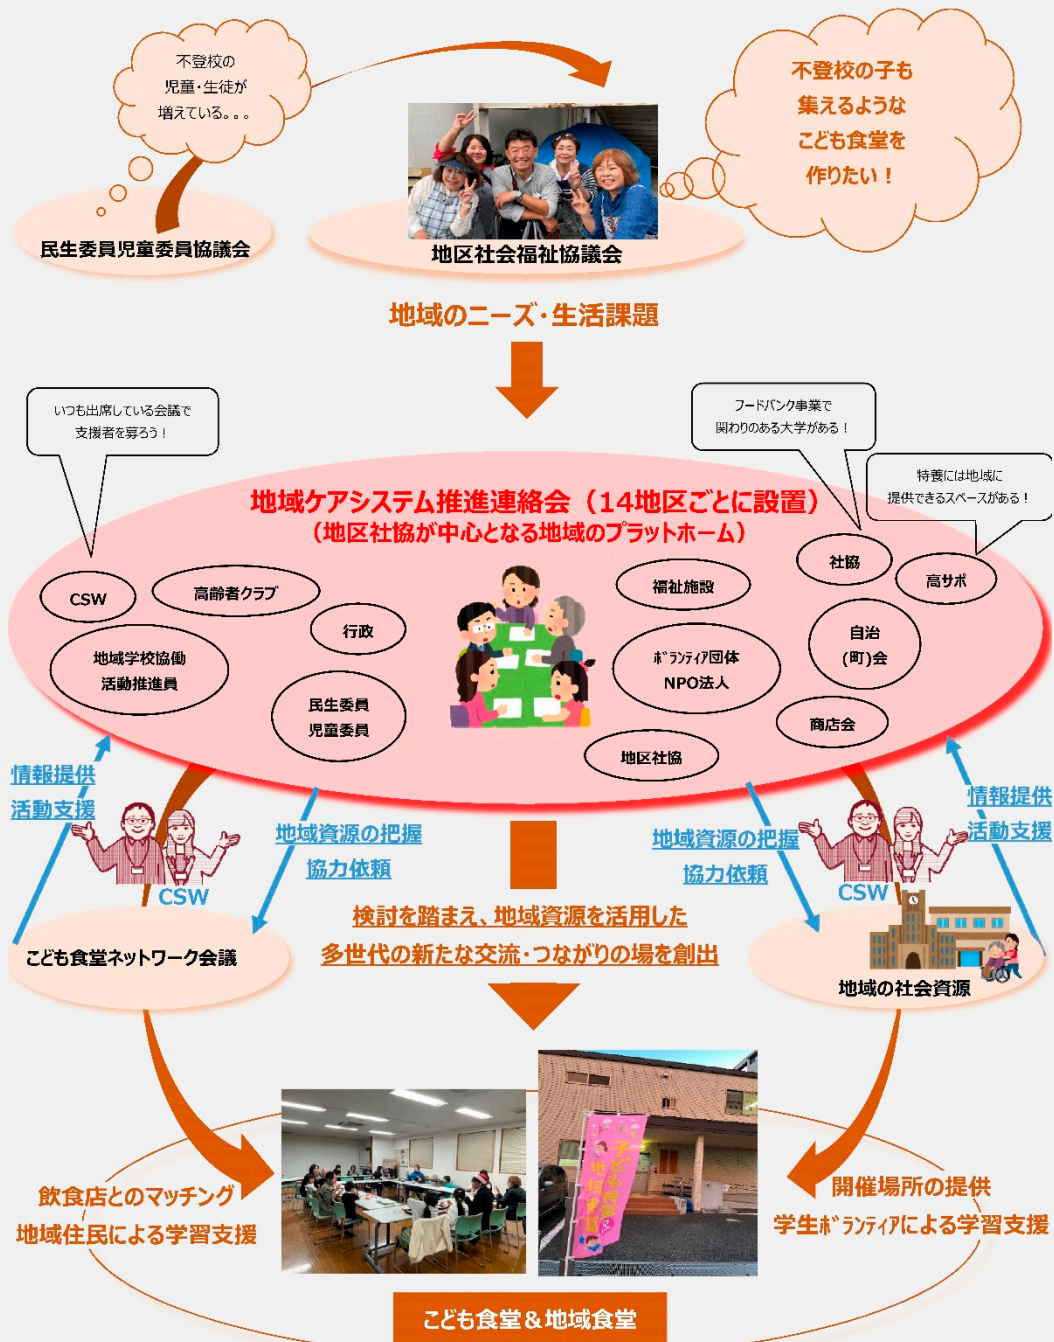 不登校の
児童・生徒が
増えている。。。
不登校の子も
集えるような
こども食堂を
作りたい！
民生委員児童委員協議会
地区社会福祉協議会
地域のニーズ・生活課題
いつも出席している会議で
支援者を募ろう！
フードバンク事業で
関わりのある大学がある！
特養には地域に
提供できるスペースがある！
地域ケアシステム推進連絡会（14地区ごとに設置）
（地区社協が中心となる地域のプラットホーム）
CSW
高齢者クラブ
行政
地域学校協働
活動推進員
民生委員
児童委員
福祉施設
社協
高サポ
ﾎﾞランティア団体
NPO法人
自治
(町)会
商店会
地区社協
情報提供
活動支援
CSW
地域資源の把握
協力依頼
地域資源の把握
協力依頼
CSW
情報提供
活動支援
検討を踏まえ、地域資源を活用した
多世代の新たな交流・つながりの場を創出
こども食堂ネットワーク会議
地域の社会資源
子ども食堂&
地域食堂
飲食店とのマッチング
地域住民による学習支援
開催場所の提供
学生ﾎﾞランティアによる学習支援
こども食堂＆地域食堂